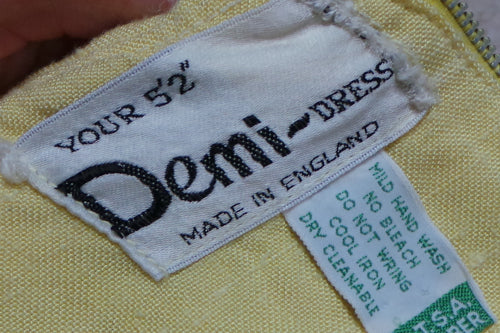 YOUR 5'2"
Demi-DRESS
MADE IN ENGLAND
MILD HAND WASH
NO BLEACH
DO NOT WRING
COOL IRON
DRY CLEANABLE